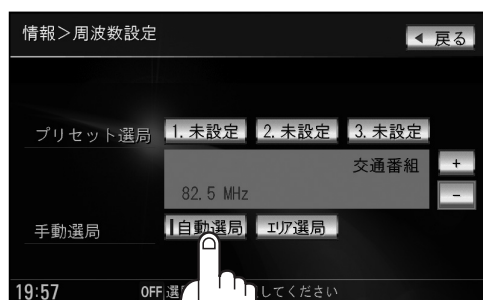 情報>周波数設定
戻る
プリセット選局 1.未設定 2.未設定 3.未設定
交通番組 +
82.5 MHz -
手動選局 自動選局 エリア選局
19:57 OFF 選 してください